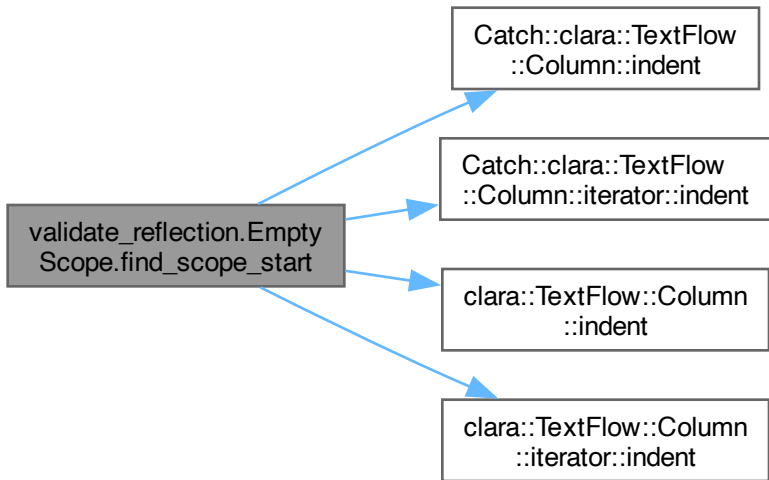 Catch::clara::TextFlow
::Column::indent
Catch::clara::TextFlow
::Column::iterator::indent
validate_reflection.Empty
Scope.find_scope_start
clara::TextFlow::Column
::indent
clara::TextFlow::Column
::iterator::indent